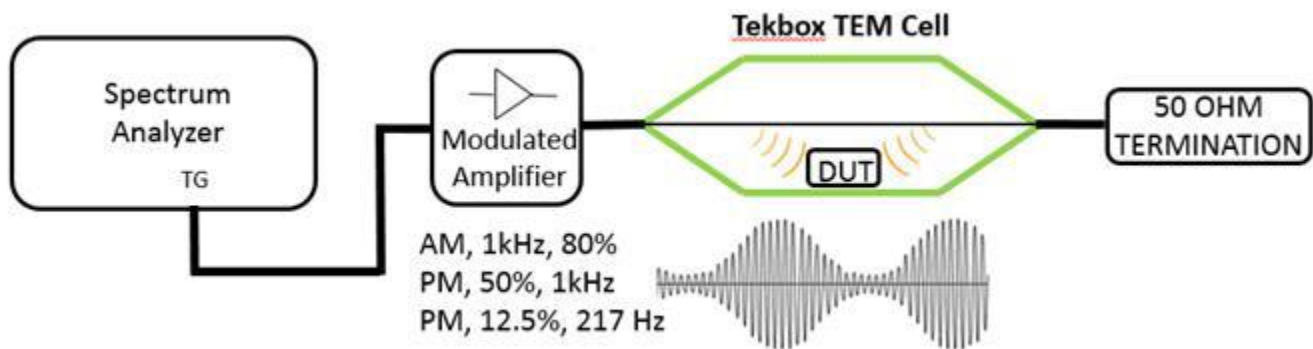 Tekbox TEM Cell
Spectrum
Analyzer
TG
Modulated
Amplifier
DUT
50 OHM
TERMINATION
AM, 1kHz, 80%
PM, 50%, 1kHz
PM, 12.5%, 217 Hz